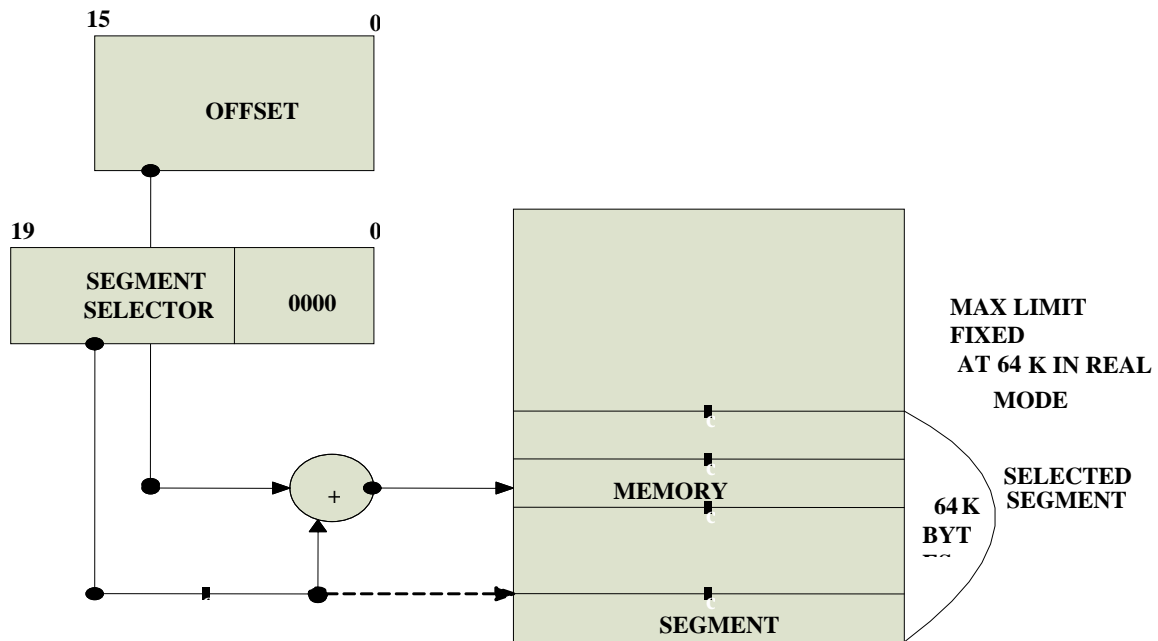 15 0
OFFSET
19 0
SEGMENT
SELECTOR
0000
MAX LIMIT
FIXED
AT 64 K IN REAL
MODE
+
MEMORY
SELECTED
SEGMENT
64 K
BYT
SEGMENT